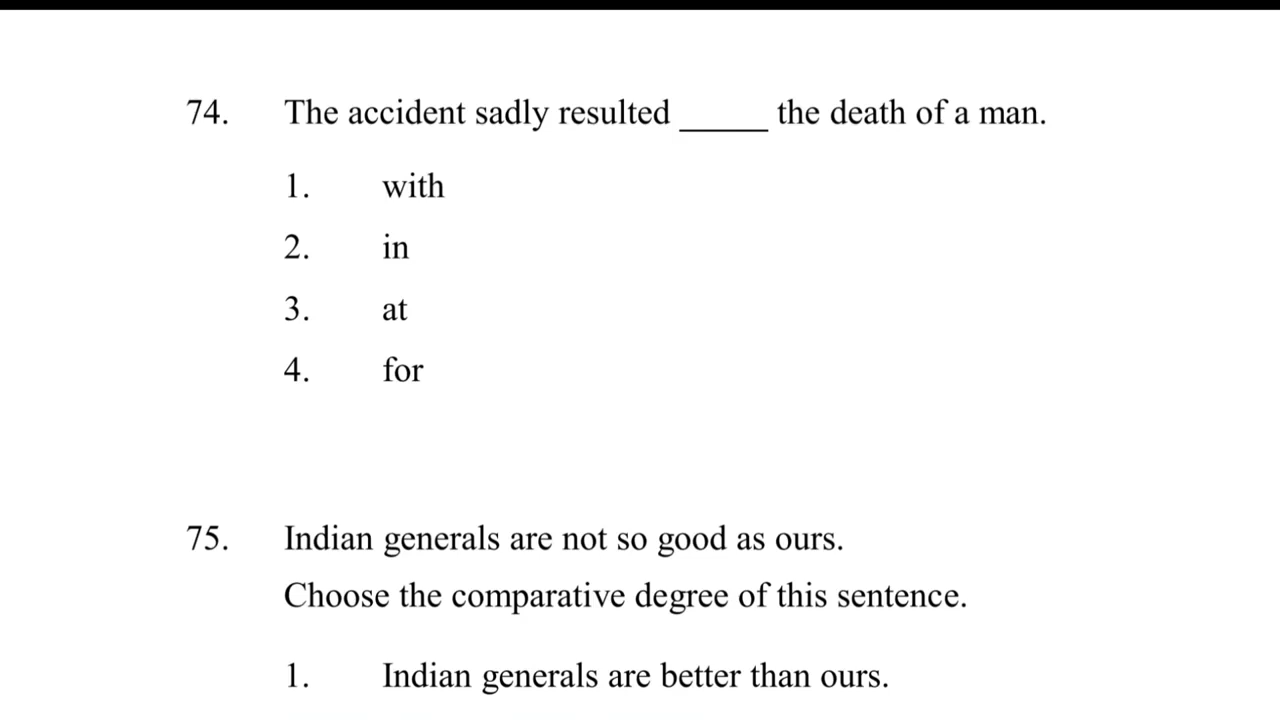 74. The accident sadly resulted _____ the death of a man.
1. with
2. in
3. at
4. for
75. Indian generals are not so good as ours.
Choose the comparative degree of this sentence.
1. Indian generals are better than ours.